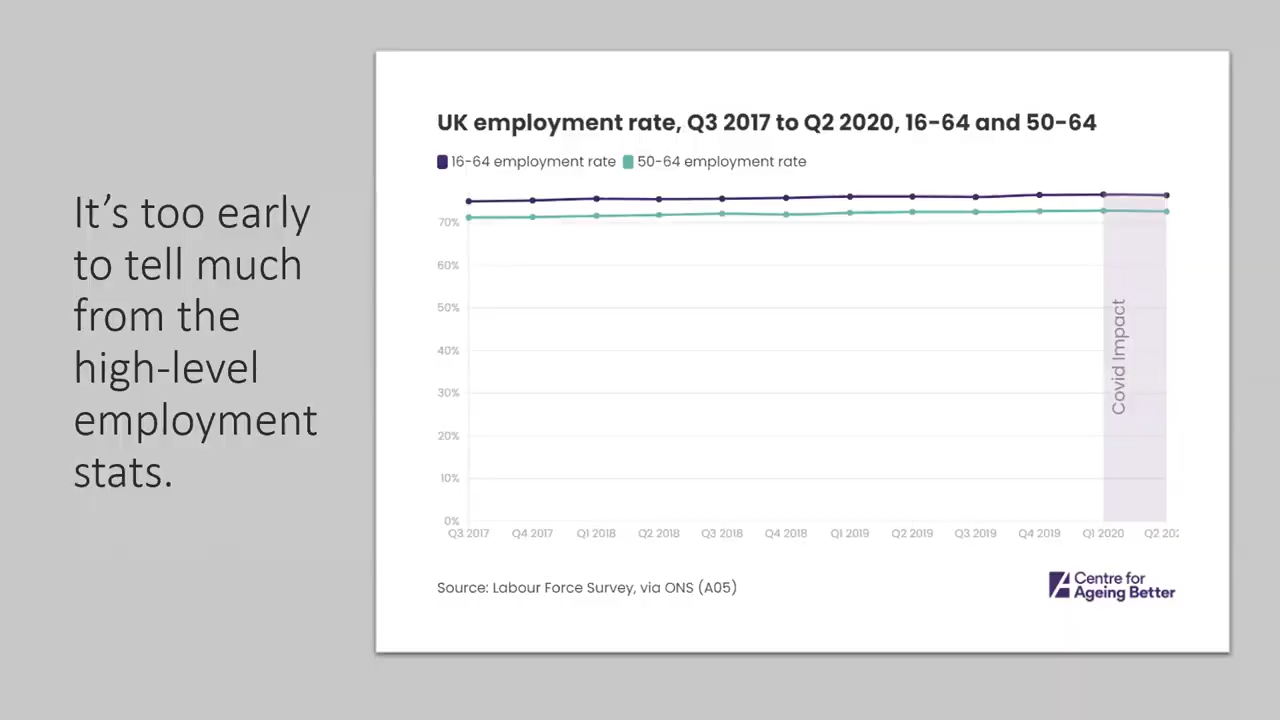 It’s too early
to tell much
from the
high-level
employment
stats.
UK employment rate, Q3 2017 to Q2 2020, 16-64 and 50-64
16-64 employment rate 50-64 employment rate
70%
60%
50%
40%
30%
20%
10%
0%
Covid Impact
Q3 2017 Q4 2017 Q1 2018 Q2 2018 Q3 2018 Q4 2018 Q1 2019 Q2 2019 Q3 2019 Q4 2019 Q1 2020 Q2 202
Source: Labour Force Survey, via ONS (A05)
Centre for
Ageing Better